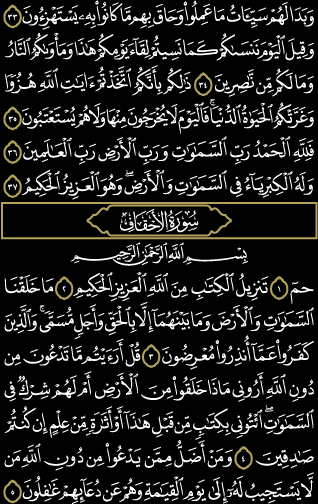 وَبَدَا لَهُمْ سَيِّئَاتُ مَا عَمِلُوا۟ وَحَاقَ بِهِم مَّا كَانُوا۟ بِهِۦ يَسْتَهْزِءُونَ ٣٣
وَقِيلَ ٱلْيَوْمَ نَنسَىٰكُمْ كَمَا نَسِيتُمْ لِقَآءَ يَوْمِكُمْ هَٰذَا وَمَأْوَىٰكُمُ ٱلنَّارُ
وَمَا لَكُم مِّن نَّٰصِرِينَ ٣٤ ذَٰلِكُم بِأَنَّكُمُ ٱتَّخَذْتُمْ ءَايَٰتِ ٱللَّهِ هُزُوًا
وَغَرَّتْكُمُ ٱلْحَيَوٰةُ ٱلدُّنْيَا ۚ فَٱلْيَوْمَ لَا يُخْرَجُونَ مِنْهَا وَلَا هُمْ يُسْتَعْتَبُونَ ٣٥
فَلِلَّهِ ٱلْحَمْدُ رَبِّ ٱلسَّمَٰوَٰتِ وَرَبِّ ٱلْأَرْضِ رَبِّ ٱلْعَٰلَمِينَ ٣٦
وَلَهُ ٱلْكِبْرِيَآءُ فِى ٱلسَّمَٰوَٰتِ وَٱلْأَرْضِ ۖ وَهُوَ ٱلْعَزِيزُ ٱلْحَكِيمُ ٣٧
سُورَةُ الأَحْقَافِ
بِسْمِ ٱللَّهِ ٱلرَّحْمَٰنِ ٱلرَّحِيمِ
حمٓ ١ تَنزِيلُ ٱلْكِتَٰبِ مِنَ ٱللَّهِ ٱلْعَزِيزِ ٱلْحَكِيمِ ٢ مَا خَلَقْنَا
ٱلسَّمَٰوَٰتِ وَٱلْأَرْضَ وَمَا بَيْنَهُمَآ إِلَّا بِٱلْحَقِّ وَأَجَلٍ مُّسَمًّى ۚ وَٱلَّذِينَ
كَفَرُوا۟ عَمَّآ أُنذِرُوا۟ مُعْرِضُونَ ٣ قُلْ أَرَءَيْتُم مَّا تَدْعُونَ مِن
دُونِ ٱللَّهِ أَرُونِى مَاذَا خَلَقُوا۟ مِنَ ٱلْأَرْضِ أَمْ لَهُمْ شِرْكٌ فِى
ٱلسَّمَٰوَٰتِ ۖ ٱئْتُونِى بِكِتَٰبٍ مِّن قَبْلِ هَٰذَآ أَوْ أَثَٰرَةٍ مِّنْ عِلْمٍ إِن كُنتُمْ
صَٰدِقِينَ ٤ وَمَنْ أَضَلُّ مِمَّن يَدْعُوا۟ مِن دُونِ ٱللَّهِ مَن
لَّا يَسْتَجِيبُ لَهُۥٓ إِلَىٰ يَوْمِ ٱلْقِيَٰمَةِ وَهُمْ عَن دُعَآئِهِمْ غَٰفِلُونَ ٥